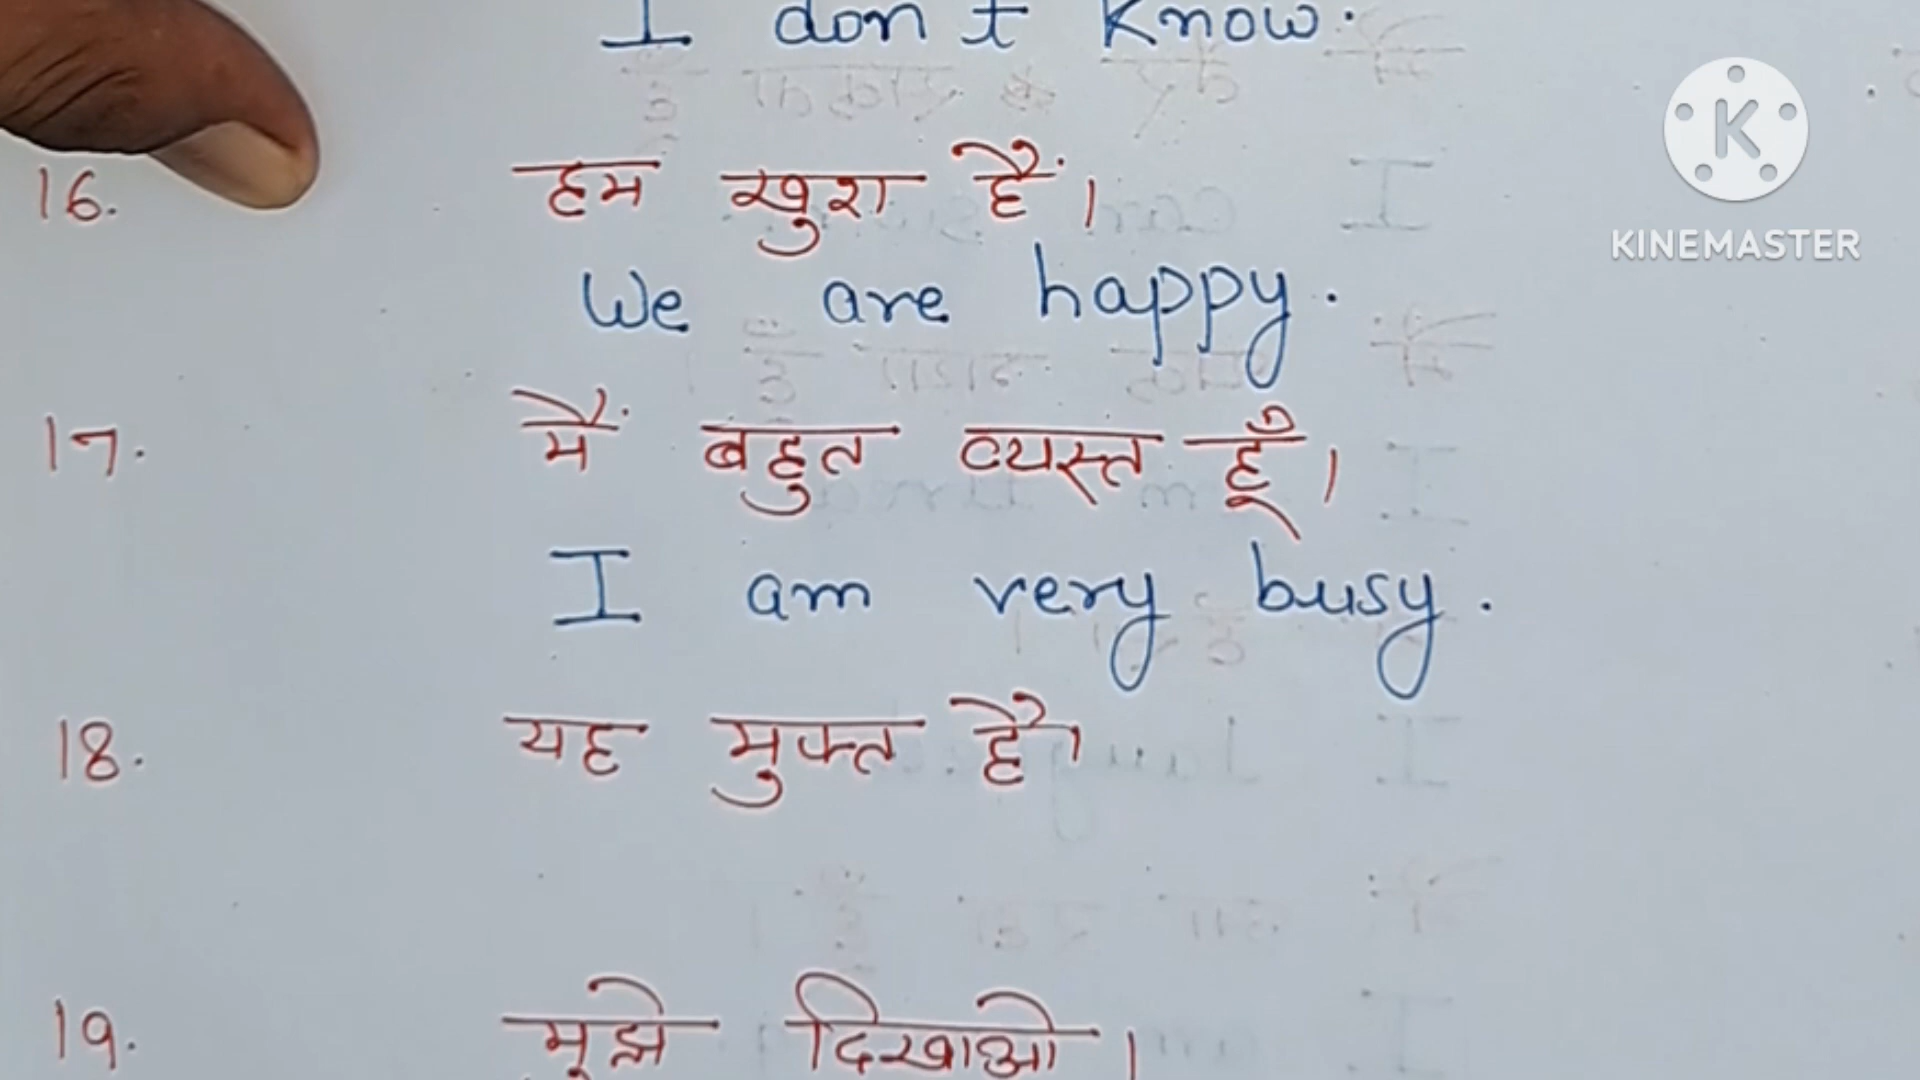 I don't know.
16. हम खुश हैं।
We are happy.
17. मैं बहुत व्यस्त हूँ।
I am very busy.
18. यह मुफ्त है।
19. मुझे दिखाओ।
KINEMASTER